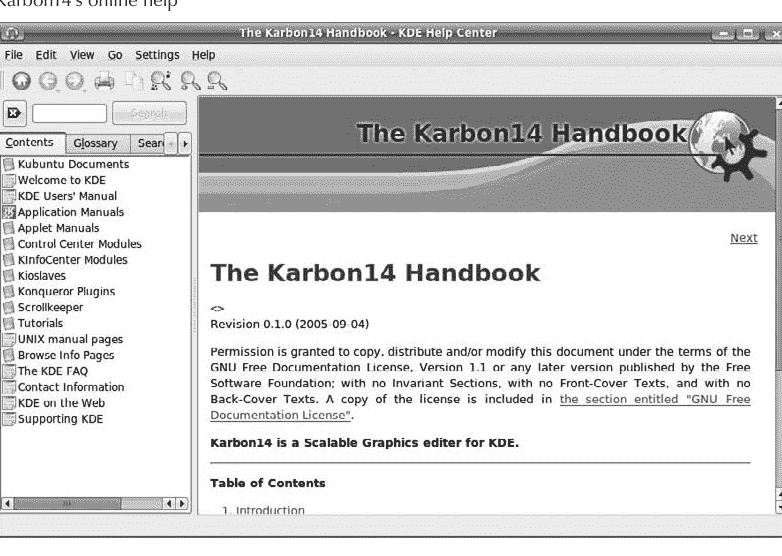 Karbon14's online help
The Karbon14 Handbook - KDE Help Center
File Edit View Go Settings Help
Search
Contents Glossary Sear
Kubuntu Documents
Welcome to KDE
KDE Users' Manual
Application Manuals
Applet Manuals
Control Center Modules
KInfoCenter Modules
Kioslaves
Konqueror Plugins
Scrollkeeper
Tutorials
UNIX manual pages
Browse Info Pages
The KDE FAQ
Contact Information
KDE on the Web
Supporting KDE
The Karbon14 Handbook
Next
The Karbon14 Handbook
<>
Revision 0.1.0 (2005-09-04)
Permission is granted to copy, distribute and/or modify this document under the terms of the
GNU Free Documentation License, Version 1.1 or any later version published by the Free
Software Foundation; with no Invariant Sections, with no Front-Cover Texts, and with no
Back-Cover Texts. A copy of the license is included in the section entitled "GNU Free
Documentation License".
Karbon14 is a Scalable Graphics editer for KDE.
Table of Contents
1. Introduction